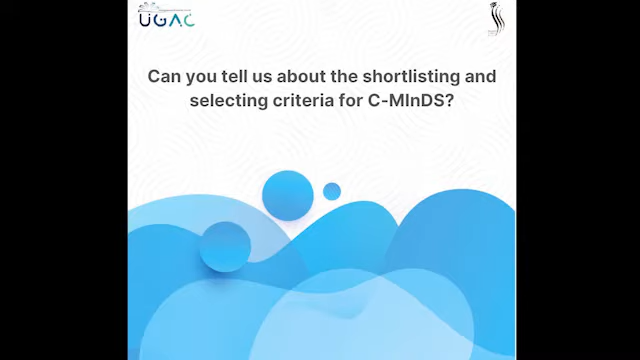 UGAC
Can you tell us about the shortlisting and
selecting criteria for C-MInDS?